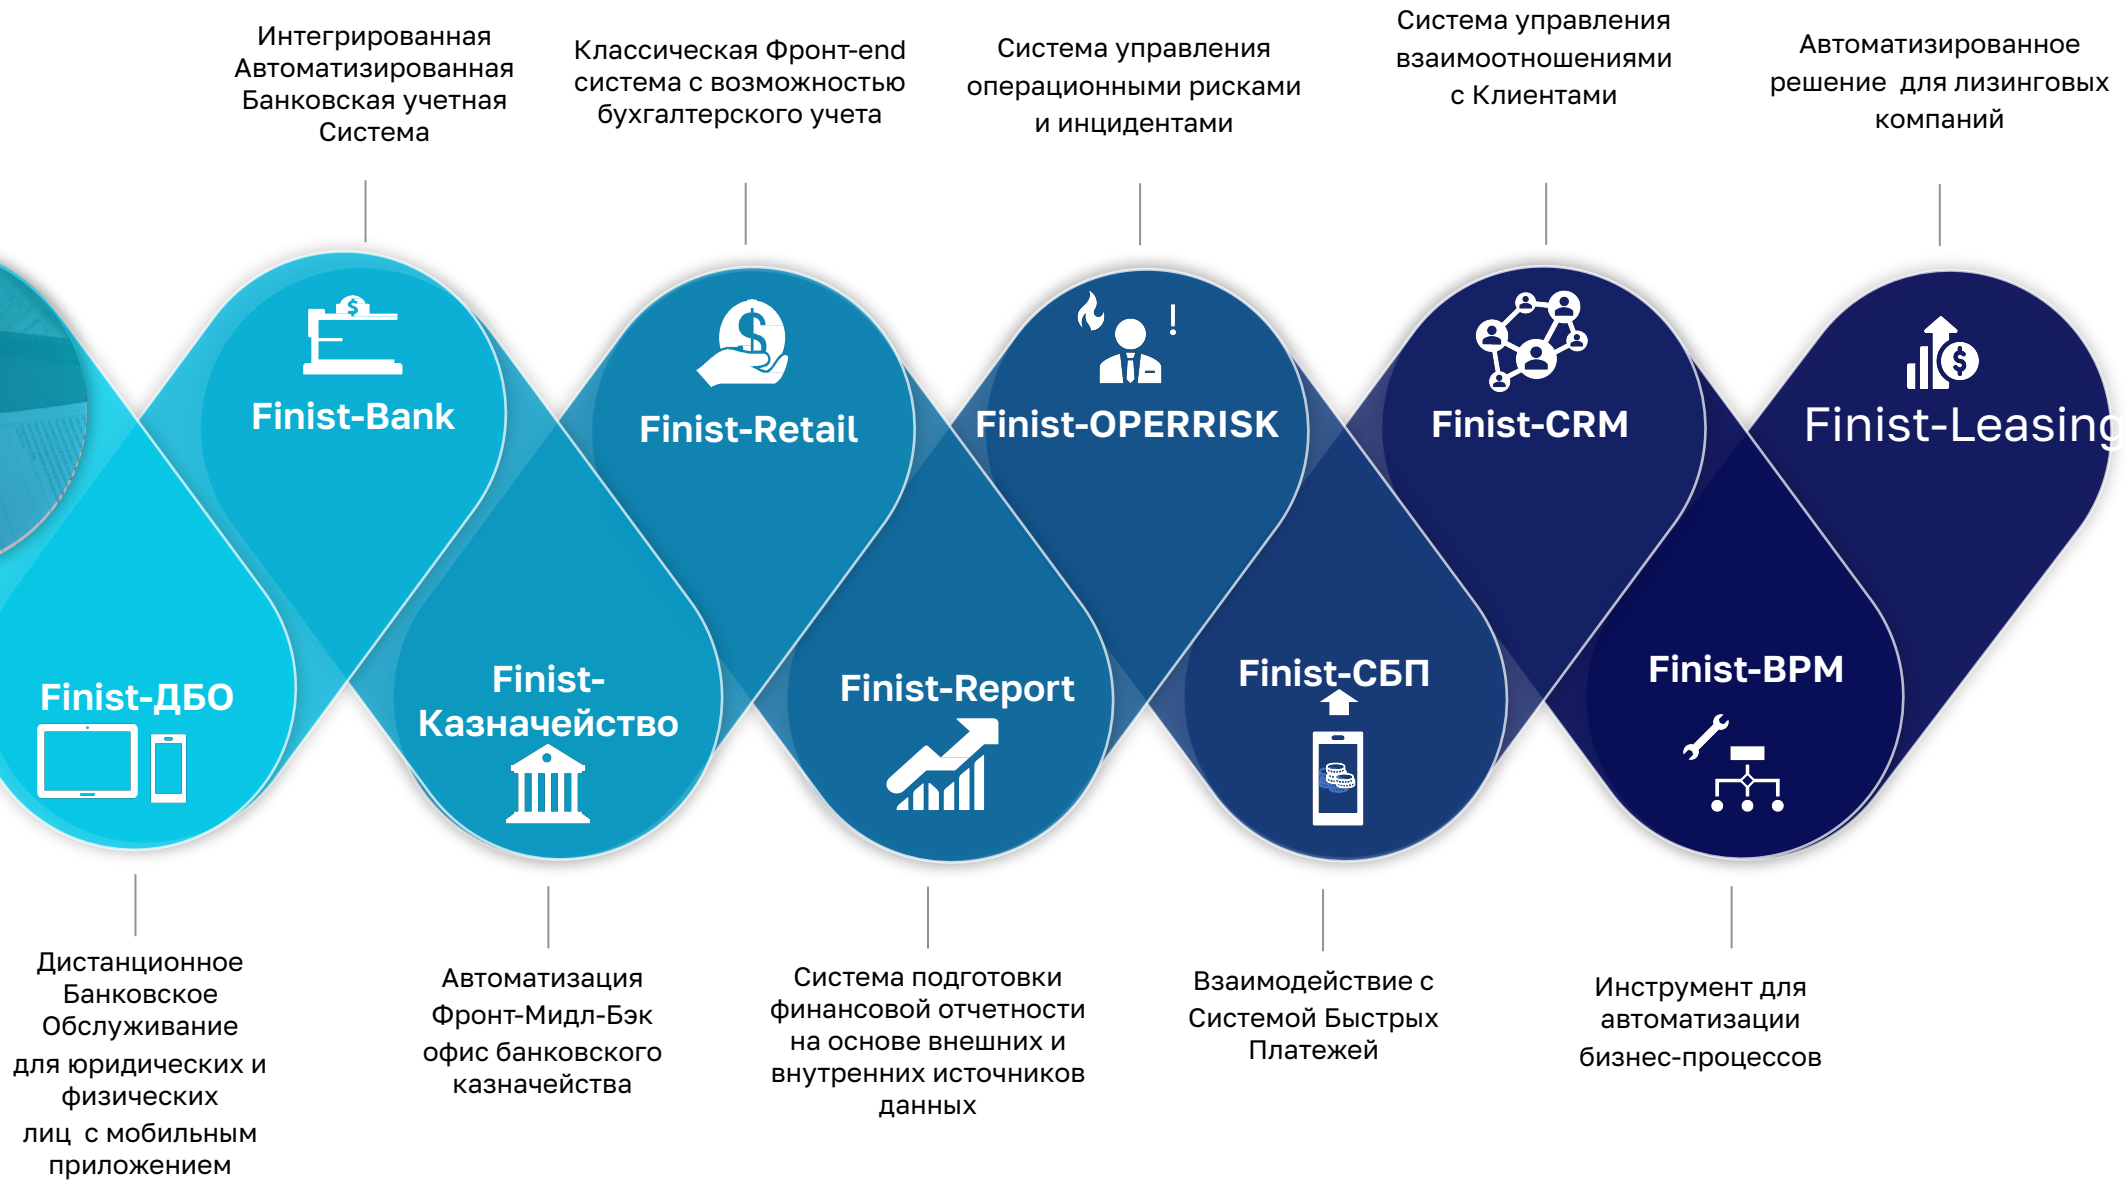 Интегрированная
Автоматизированная
Банковская учетная
Система
Классическая Фронт-end
система с возможностью
бухгалтерского учета
Система управления
операционными рисками
и инцидентами
Система управления
взаимоотношениями
с Клиентами
Автоматизированное
решение для лизинговых
компаний
Finist-Bank
Finist-Retail
Finist-OPERRISK
!
Finist-CRM
Finist-Leasing
Finist-ДБО
Finist-
Казначейство
Finist-Report
Finist-СБП
Finist-BPM
Дистанционное
Банковское
Обслуживание
для юридических и
физических
лиц с мобильным
приложением
Автоматизация
Фронт-Мидл-Бэк
офис банковского
казначейства
Система подготовки
финансовой отчетности
на основе внешних и
внутренних источников
данных
Взаимодействие с
Системой Быстрых
Платежей
Инструмент для
автоматизации
бизнес-процессов